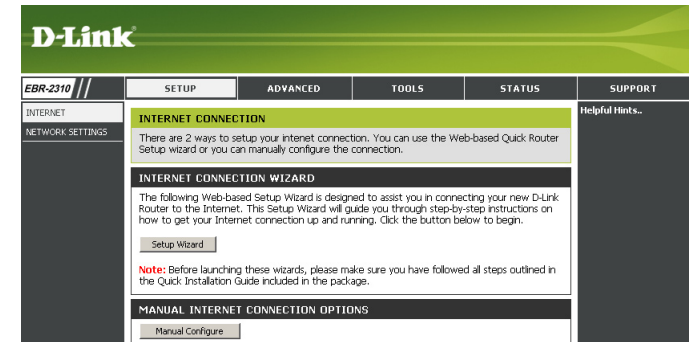 D-Link
EBR-2310 // SETUP ADVANCED TOOLS STATUS SUPPORT
INTERNET
NETWORK SETTINGS
INTERNET CONNECTION
There are 2 ways to setup your internet connection. You can use the Web-based Quick Router
Setup wizard or you can manually configure the connection.
INTERNET CONNECTION WIZARD
The following Web-based Setup Wizard is designed to assist you in connecting your new D-Link
Router to the Internet. This Setup Wizard will guide you through step-by-step instructions on
how to get your Internet connection up and running. Click the button below to begin.
Setup Wizard
Note: Before launching these wizards, please make sure you have followed all steps outlined in
the Quick Installation Guide included in the package.
MANUAL INTERNET CONNECTION OPTIONS
Manual Configure
Helpful Hints..